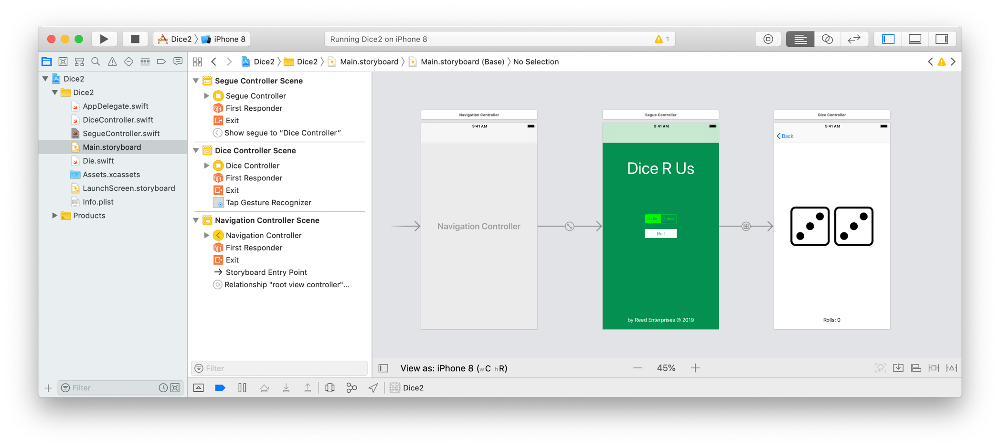 Dice2 iPhone 8
Running Dice2 on iPhone 8
1
Dice2 Dice2 Main.storyboard Main.storyboard (Base) No Selection
Dice2
Dice2
AppDelegate.swift
DiceController.swift
SegueController.swift
Main.storyboard
Die.swift
Assets.xcassets
LaunchScreen.storyboard
Info.plist
Products
Filter
Segue Controller Scene
Segue Controller
First Responder
Exit
Show segue to “Dice Controller”
Dice Controller Scene
Dice Controller
First Responder
Exit
Tap Gesture Recognizer
Navigation Controller Scene
Navigation Controller
First Responder
Exit
Storyboard Entry Point
Relationship "root view controller"...
Filter
Navigation Controller
9:41 AM
Navigation Controller
Segue Controller
9:41 AM
Dice R Us
1 die 2 dice
Roll
by Reed Enterprises © 2019
Dice Controller
9:41 AM
Back
Rolls: 0
View as: iPhone 8 (wC hR)
45%
Dice2